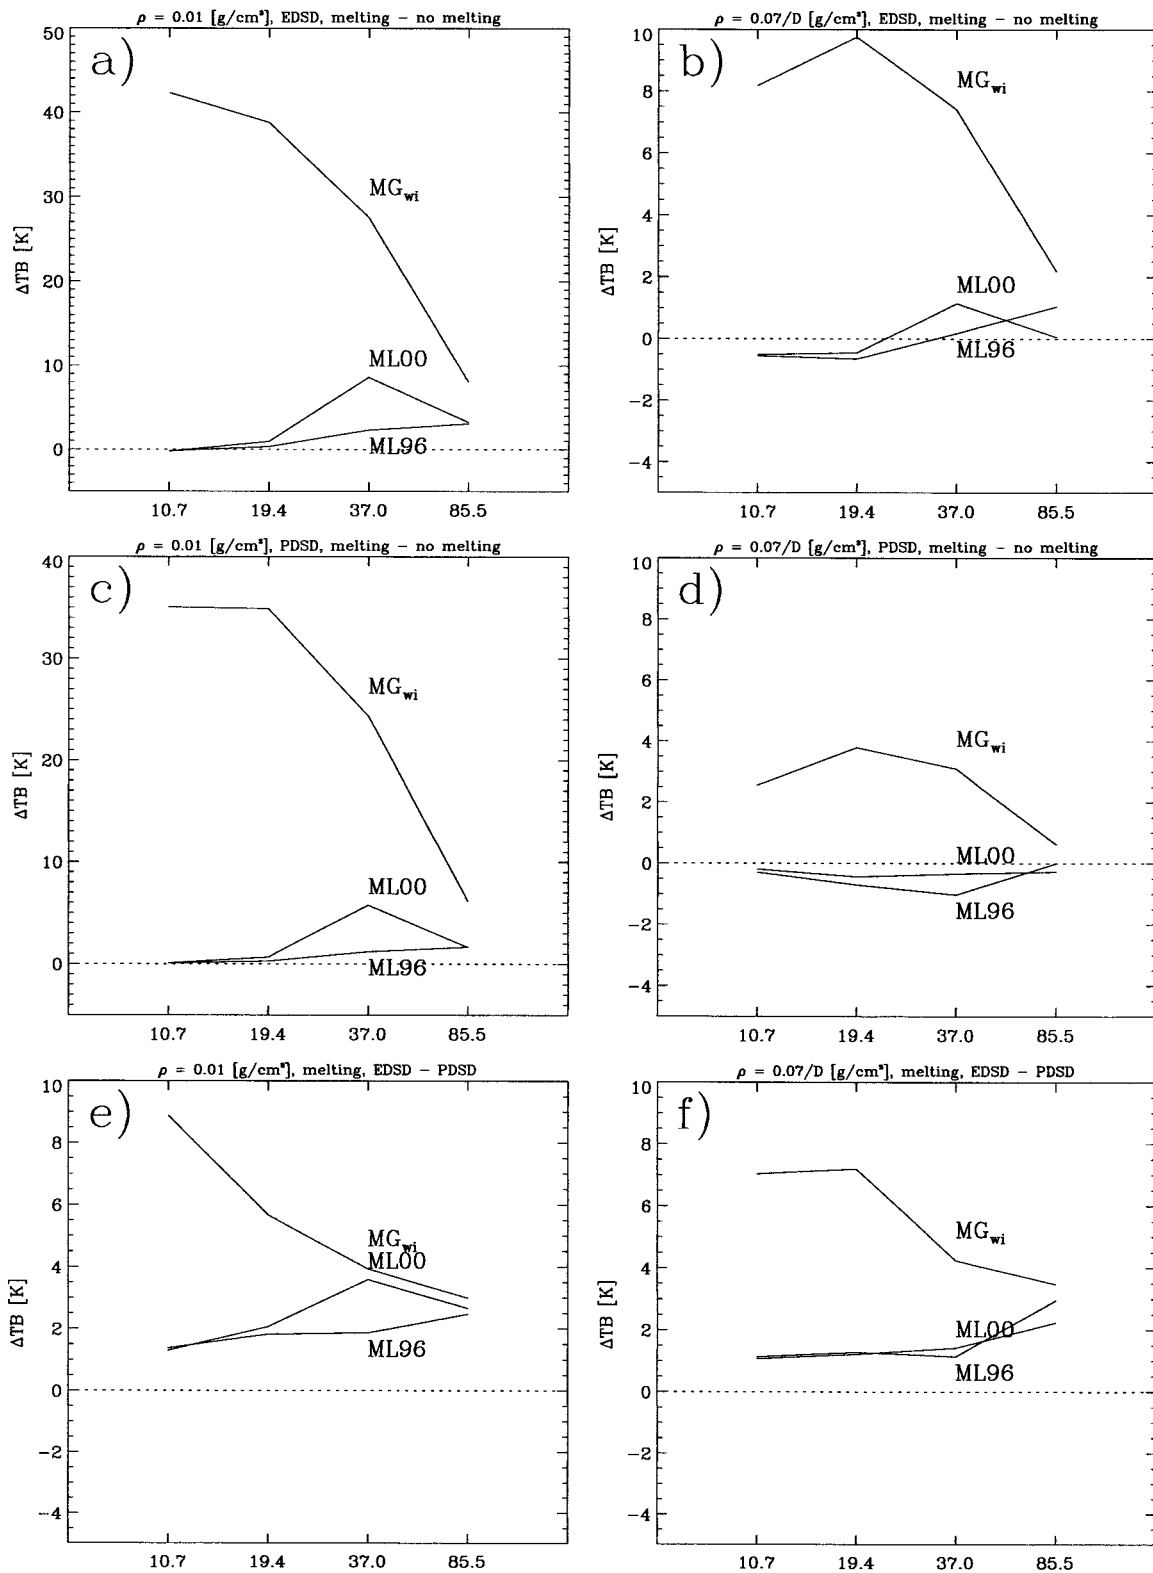 ρ = 0.01 [g/cm³], EDSD, melting − no melting
a)
50
40
30
20
10
0
ΔTB [K]
MG_wi
ML00
ML96
10.7 19.4 37.0 85.5
ρ = 0.07/D [g/cm³], EDSD, melting − no melting
b)
10
8
6
4
2
0
−2
−4
ΔTB [K]
MG_wi
ML00
ML96
10.7 19.4 37.0 85.5
ρ = 0.01 [g/cm³], PDSD, melting − no melting
c)
40
30
20
10
0
ΔTB [K]
MG_wi
ML00
ML96
10.7 19.4 37.0 85.5
ρ = 0.07/D [g/cm³], PDSD, melting − no melting
d)
10
8
6
4
2
0
−2
−4
ΔTB [K]
MG_wi
ML00
ML96
10.7 19.4 37.0 85.5
ρ = 0.01 [g/cm³], melting, EDSD − PDSD
e)
10
8
6
4
2
0
−2
−4
ΔTB [K]
MG_wi
ML00
ML96
10.7 19.4 37.0 85.5
ρ = 0.07/D [g/cm³], melting, EDSD − PDSD
f)
10
8
6
4
2
0
−2
−4
ΔTB [K]
MG_wi
ML00
ML96
10.7 19.4 37.0 85.5